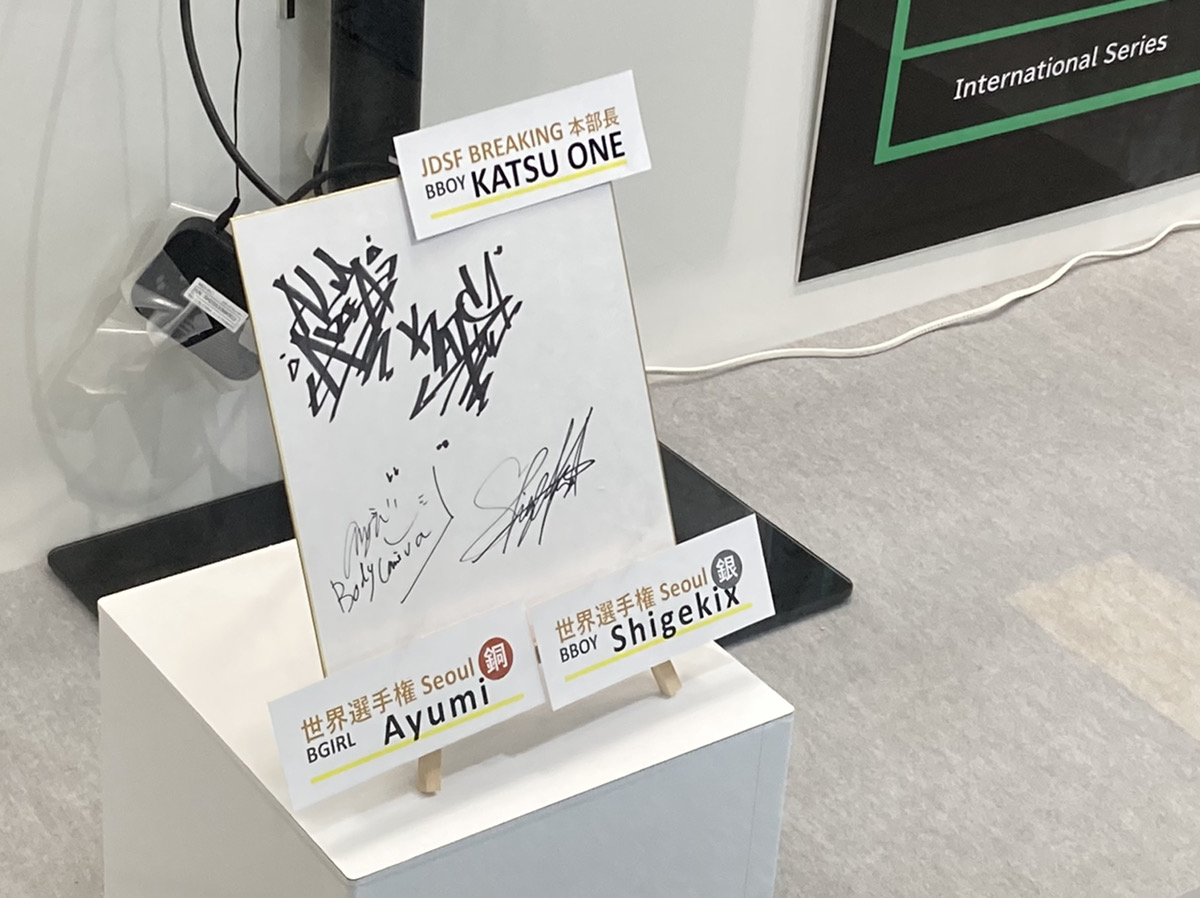 International Series
JDSF BREAKING 本部長
BBOY KATSU ONE
Body Carnival
世界選手権 Seoul 銀
BBOY Shigekix
世界選手権 Seoul 銅
BGIRL Ayumi